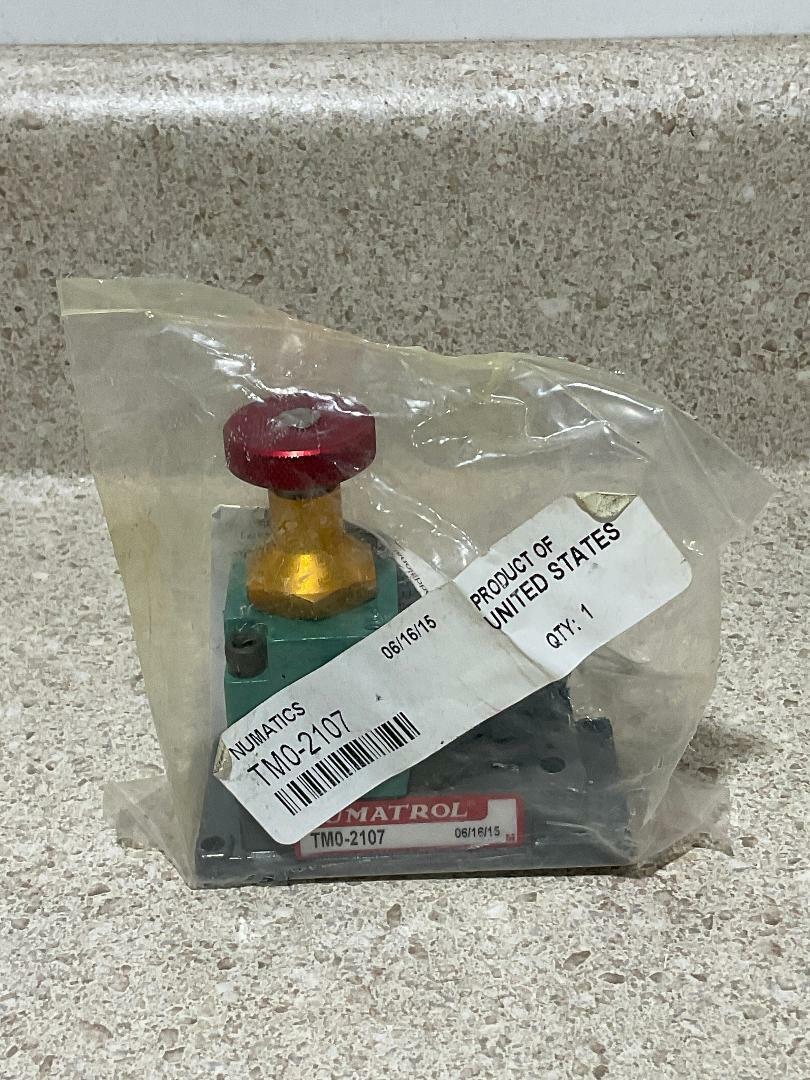 PRODUCT OF
UNITED STATES
06/16/15
QTY: 1
NUMATICS
TM0-2107
UMATROL®
TM0-2107
06/16/15